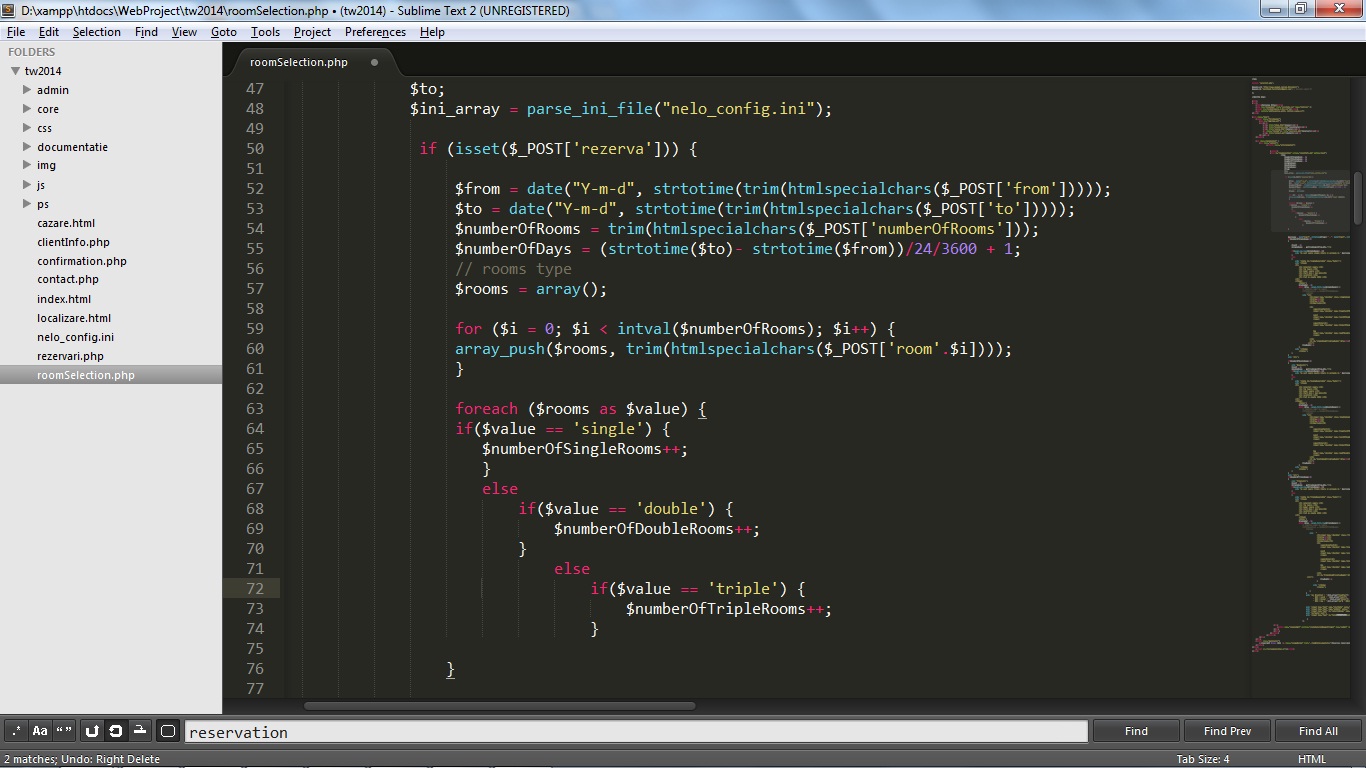 D:\xampp\htdocs\WebProject\tw2014\roomSelection.php • (tw2014) - Sublime Text 2 (UNREGISTERED)
File Edit Selection Find View Goto Tools Project Preferences Help
FOLDERS
tw2014
admin
core
css
documentatie
img
js
ps
cazare.html
clientInfo.php
confirmation.php
contact.php
index.html
localizare.html
nelo_config.ini
rezervari.php
roomSelection.php
roomSelection.php
47 $to;
48 $ini_array = parse_ini_file("nelo_config.ini");
49
50 if (isset($_POST['rezerva'])) {
51
52 $from = date("Y-m-d", strtotime(trim(htmlspecialchars($_POST['from']))));
53 $to = date("Y-m-d", strtotime(trim(htmlspecialchars($_POST['to']))));
54 $numberOfRooms = trim(htmlspecialchars($_POST['numberOfRooms']));
55 $numberOfDays = (strtotime($to)- strtotime($from))/24/3600 + 1;
56 // rooms type
57 $rooms = array();
58
59 for ($i = 0; $i < intval($numberOfRooms); $i++) {
60 array_push($rooms, trim(htmlspecialchars($_POST['room'.$i])));
61 }
62
63 foreach ($rooms as $value) {
64 if($value == 'single') {
65 $numberOfSingleRooms++;
66 }
67 else
68 if($value == 'double') {
69 $numberOfDoubleRooms++;
70 }
71 else
72 if($value == 'triple') {
73 $numberOfTripleRooms++;
74 }
75
76 }
77
.* Aa “ ”
reservation
Find Find Prev Find All
2 matches; Undo: Right Delete
Tab Size: 4 HTML